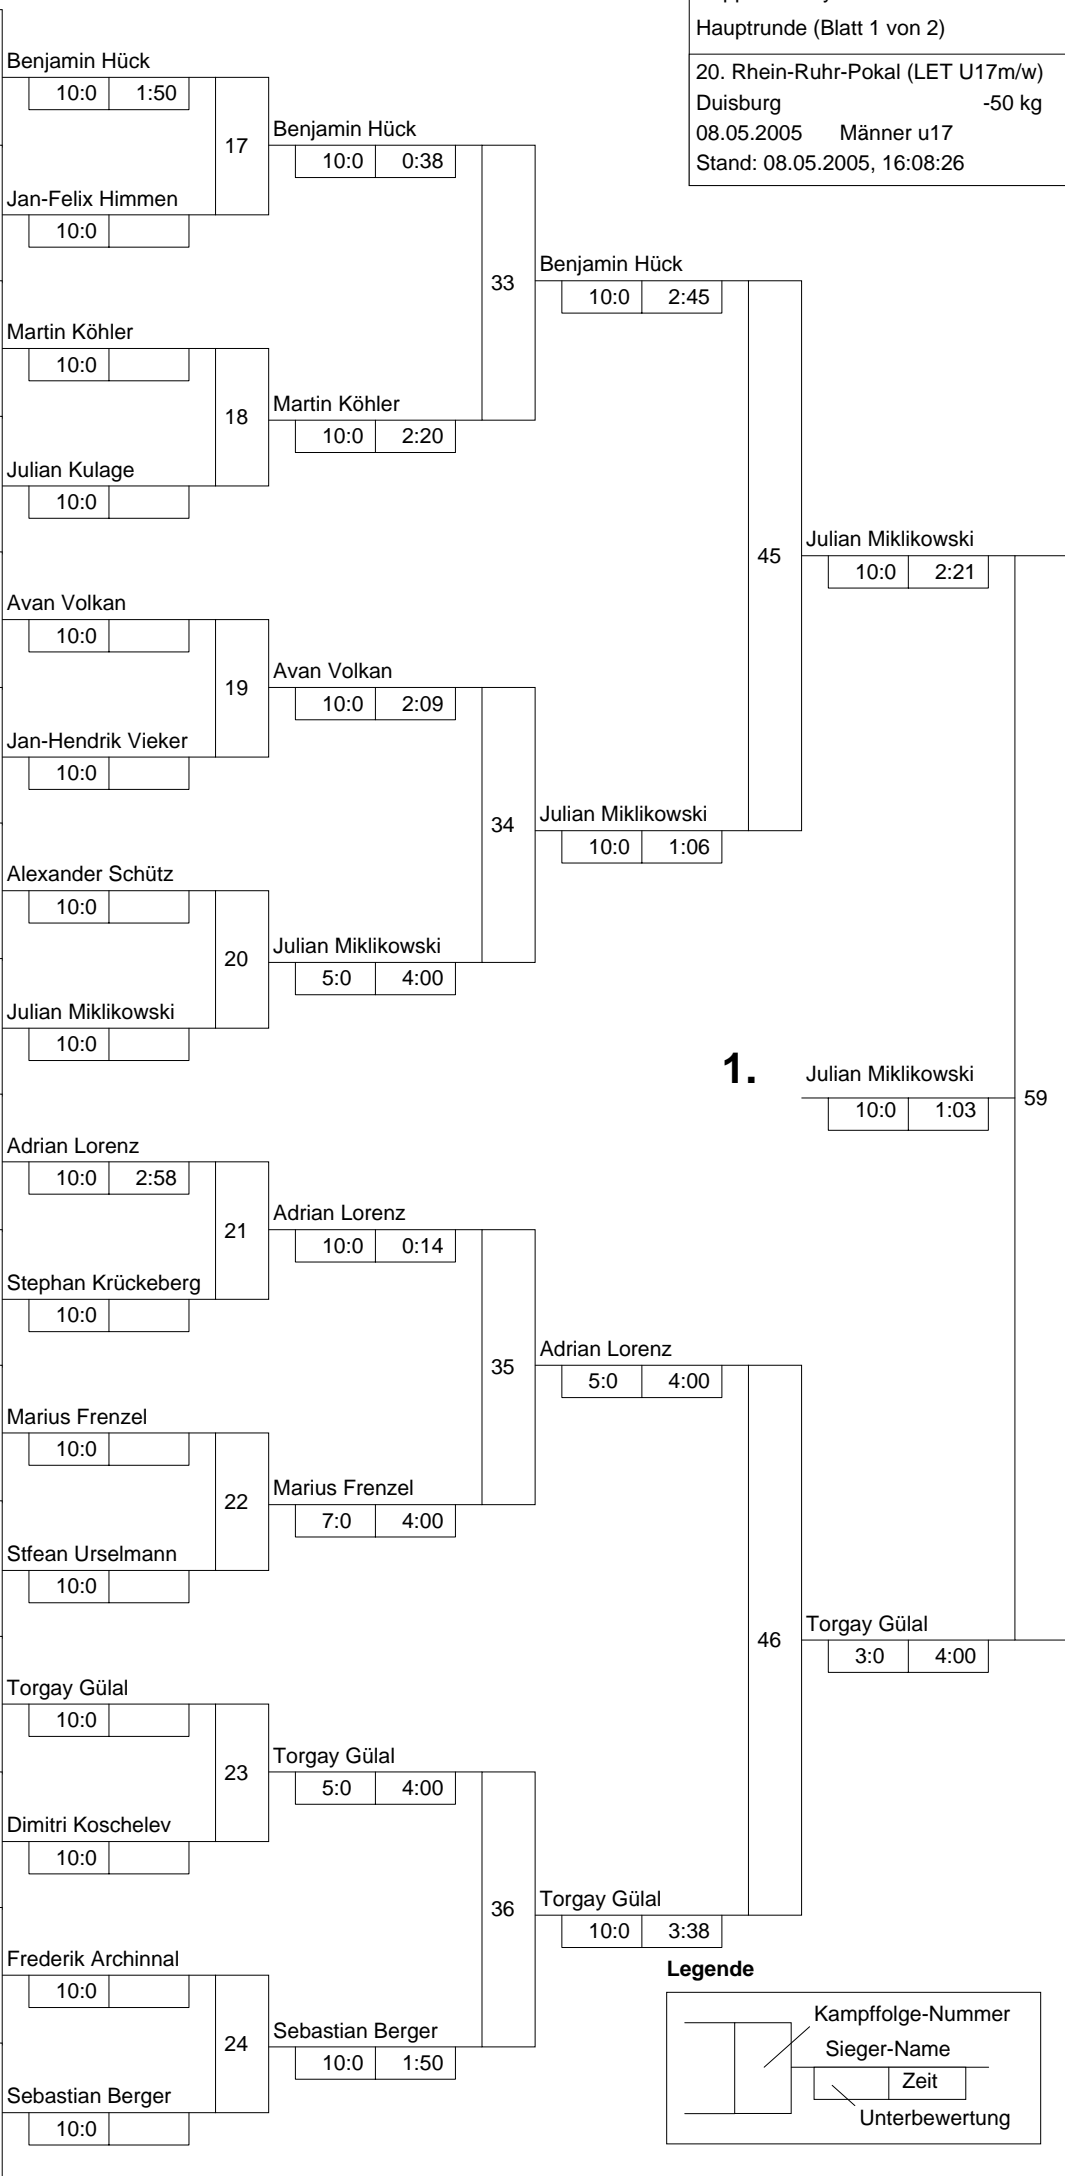 Hauptrunde (Blatt 1 von 2)
20. Rhein-Ruhr-Pokal (LET U17m/w)
Duisburg -50 kg
08.05.2005 Männer u17
Stand: 08.05.2005, 16:08:26
Benjamin Hück
10:0 1:50
17
Jan-Felix Himmen
10:0
Martin Köhler
10:0
18
Julian Kulage
10:0
Avan Volkan
10:0
19
Jan-Hendrik Vieker
10:0
Alexander Schütz
10:0
20
Julian Miklikowski
10:0
Adrian Lorenz
10:0 2:58
21
Stephan Krückeberg
10:0
Marius Frenzel
10:0
22
Stfean Urselmann
10:0
Torgay Gülal
10:0
23
Dimitri Koschelev
10:0
Frederik Archinnal
10:0
24
Sebastian Berger
10:0
Benjamin Hück
10:0 0:38
33
Martin Köhler
10:0 2:20
Avan Volkan
10:0 2:09
34
Julian Miklikowski
5:0 4:00
Adrian Lorenz
10:0 0:14
35
Marius Frenzel
7:0 4:00
Torgay Gülal
5:0 4:00
36
Sebastian Berger
10:0 1:50
Benjamin Hück
10:0 2:45
45
Julian Miklikowski
10:0 1:06
Adrian Lorenz
5:0 4:00
46
Torgay Gülal
10:0 3:38
Julian Miklikowski
10:0 2:21
1. Julian Miklikowski
10:0 1:03
59
Torgay Gülal
3:0 4:00
Legende
Kampffolge-Nummer
Sieger-Name
Zeit
Unterbewertung